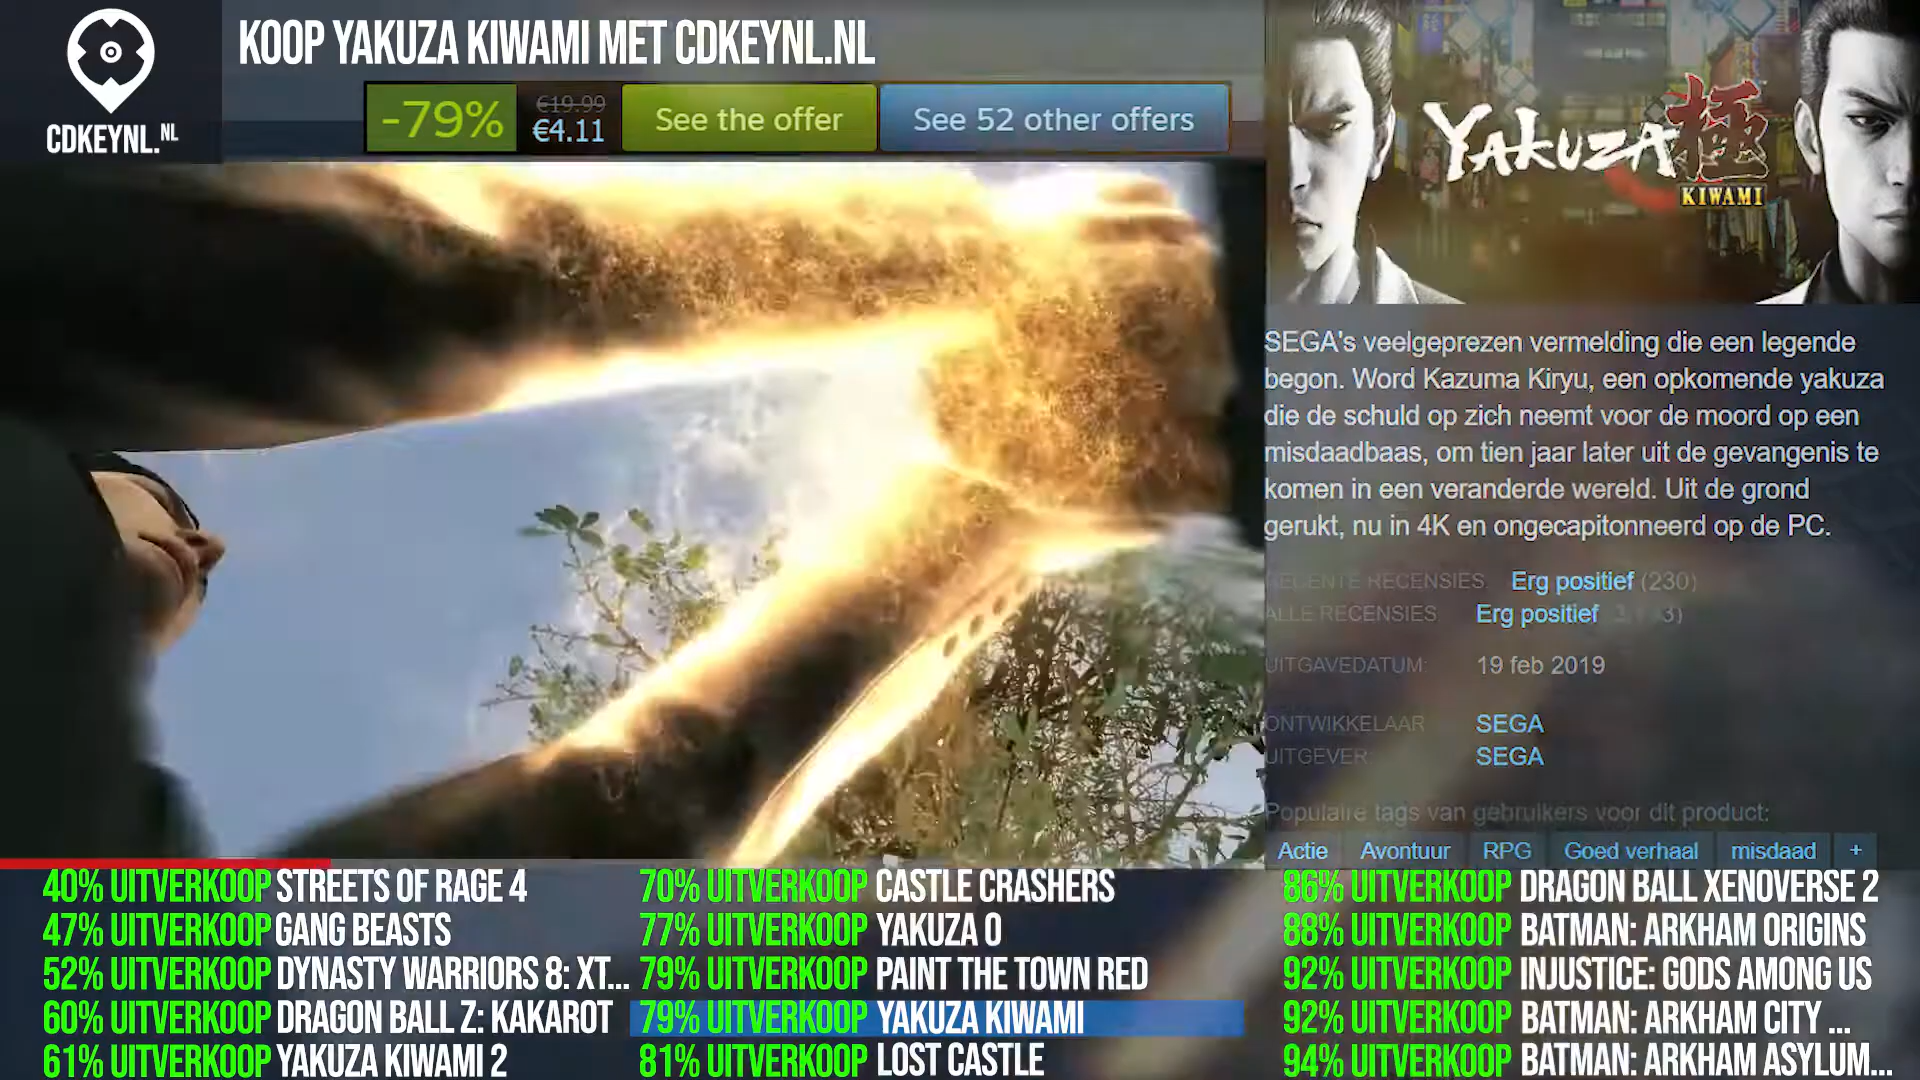 CDKEYNL.NL
KOOP YAKUZA KIWAMI MET CDKEYNL.NL
-79%
€19.99
€4.11
See the offer
See 52 other offers
YAKUZA極
KIWAMI
SEGA's veelgeprezen vermelding die een legende
begon. Word Kazuma Kiryu, een opkomende yakuza
die de schuld op zich neemt voor de moord op een
misdaadbaas, om tien jaar later uit de gevangenis te
komen in een veranderde wereld. Uit de grond
gerukt, nu in 4K en ongecapitonneerd op de PC.
RECENTE RECENSIES: Erg positief (230)
ALLE RECENSIES: Erg positief
UITGAVEDATUM: 19 feb 2019
ONTWIKKELAAR: SEGA
UITGEVER: SEGA
Populaire tags van gebruikers voor dit product:
Actie Avontuur RPG Goed verhaal misdaad +
40% UITVERKOOP STREETS OF RAGE 4
47% UITVERKOOP GANG BEASTS
52% UITVERKOOP DYNASTY WARRIORS 8: XT...
60% UITVERKOOP DRAGON BALL Z: KAKAROT
61% UITVERKOOP YAKUZA KIWAMI 2
70% UITVERKOOP CASTLE CRASHERS
77% UITVERKOOP YAKUZA 0
79% UITVERKOOP PAINT THE TOWN RED
79% UITVERKOOP YAKUZA KIWAMI
81% UITVERKOOP LOST CASTLE
86% UITVERKOOP DRAGON BALL XENOVERSE 2
88% UITVERKOOP BATMAN: ARKHAM ORIGINS
92% UITVERKOOP INJUSTICE: GODS AMONG US
92% UITVERKOOP BATMAN: ARKHAM CITY ...
94% UITVERKOOP BATMAN: ARKHAM ASYLUM...